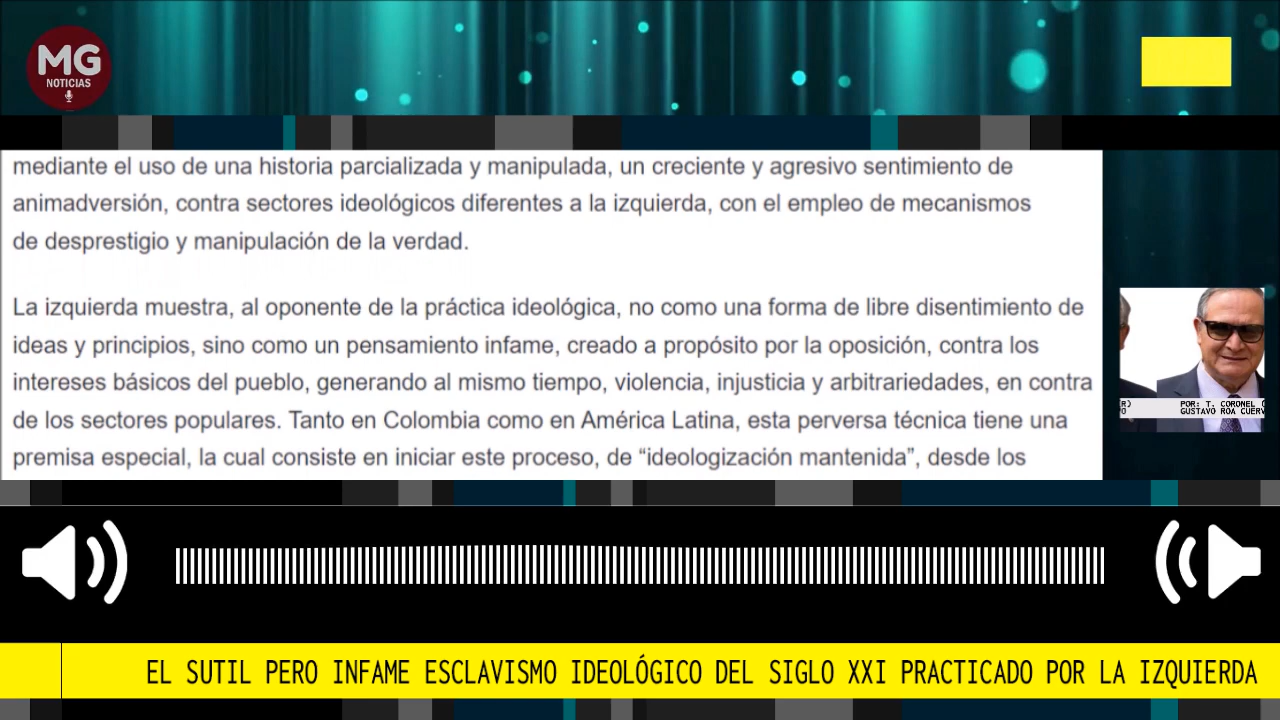 MG
NOTICIAS
mediante el uso de una historia parcializada y manipulada, un creciente y agresivo sentimiento de
animadversión, contra sectores ideológicos diferentes a la izquierda, con el empleo de mecanismos
de desprestigio y manipulación de la verdad.
La izquierda muestra, al oponente de la práctica ideológica, no como una forma de libre disentimiento de
ideas y principios, sino como un pensamiento infame, creado a propósito por la oposición, contra los
intereses básicos del pueblo, generando al mismo tiempo, violencia, injusticia y arbitrariedades, en contra
de los sectores populares. Tanto en Colombia como en América Latina, esta perversa técnica tiene una
premisa especial, la cual consiste en iniciar este proceso, de “ideologización mantenida”, desde los
R) POR: T. CORONEL (
GUSTAVO ROA CUERV
EL SUTIL PERO INFAME ESCLAVISMO IDEOLÓGICO DEL SIGLO XXI PRACTICADO POR LA IZQUIERDA